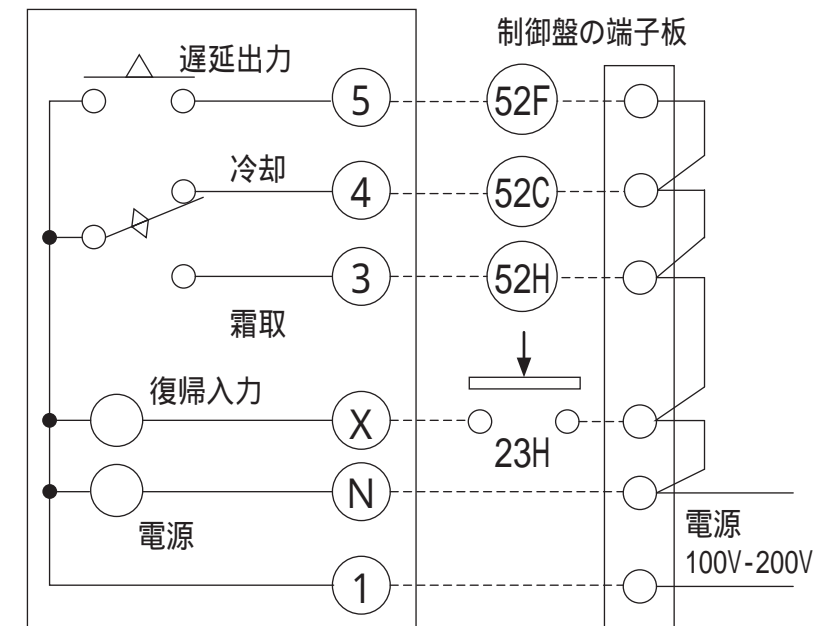 制御盤の端子板
遅延出力
5
52F
冷却
4
52C
3
52H
霜取
復帰入力
X
23H
N
電源
電源
100V-200V
1